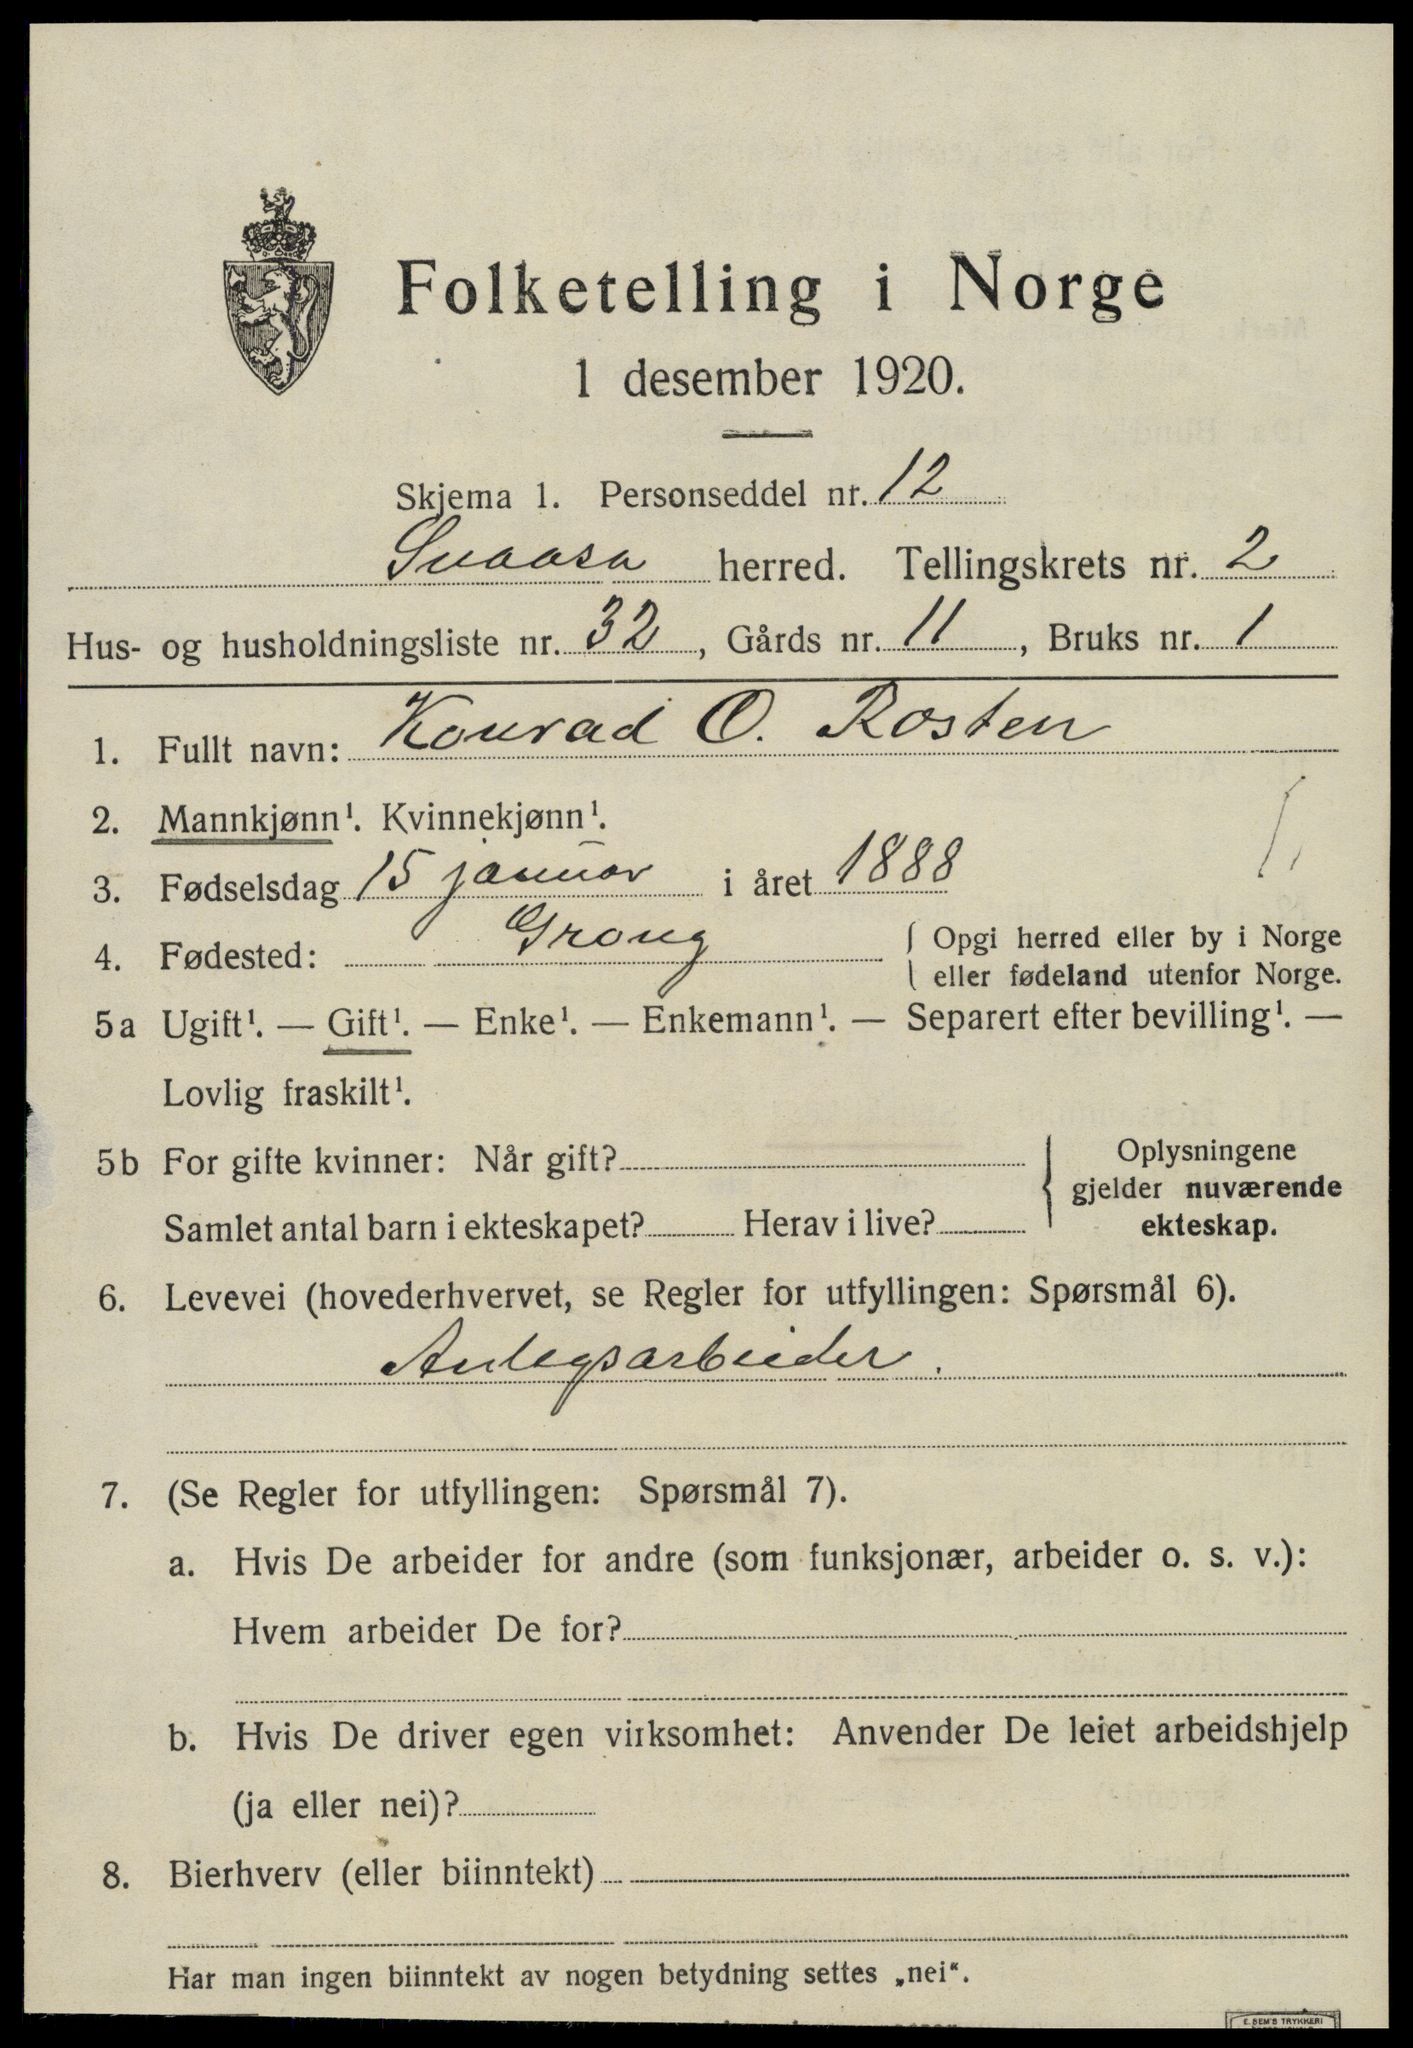 Folketelling i Norge
1 desember 1920.
Skjema 1. Personseddel nr. 12
Snaasa herred. Tellingskrets nr. 2
Hus- og husholdningsliste nr. 32, Gårds nr. 11, Bruks nr. 1
1. Fullt navn: Konrad O. Rosten
2. Mannkjønn¹. Kvinnekjønn¹.
3. Fødselsdag 15 januar i året 1888
4. Fødested: Grong { Opgi herred eller by i Norge
eller fødeland utenfor Norge.
5a Ugift¹. — Gift¹. — Enke¹. — Enkemann¹. — Separert efter bevilling¹. —
Lovlig fraskilt¹.
5b For gifte kvinner: Når gift? { Oplysningene
gjelder nuværende
Samlet antal barn i ekteskapet? Herav i live? ekteskap.
6. Levevei (hovederhvervet, se Regler for utfyllingen: Spørsmål 6).
Anlegsarbeider.
7. (Se Regler for utfyllingen: Spørsmål 7).
a. Hvis De arbeider for andre (som funksjonær, arbeider o. s. v.):
Hvem arbeider De for?
b. Hvis De driver egen virksomhet: Anvender De leiet arbeidshjelp
(ja eller nei)?
8. Bierhverv (eller biinntekt)
Har man ingen biinntekt av nogen betydning settes „nei“.
E. SEM'S TRYKKERI